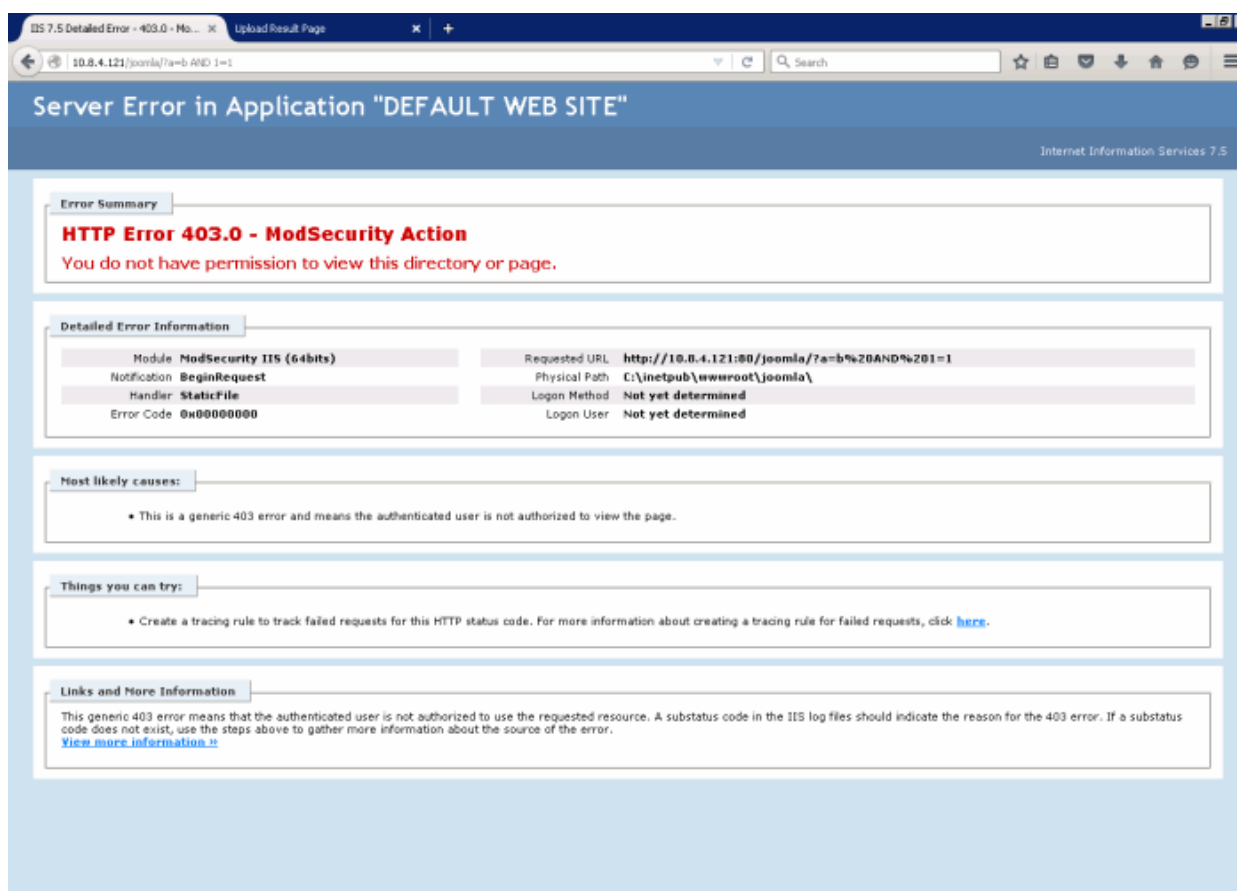 IIS 7.5 Detailed Error - 403.0 - Mo...
Upload Result Page
10.8.4.121/joomla/?a=b AND 1=1
Search
Server Error in Application "DEFAULT WEB SITE"
Internet Information Services 7.5
Error Summary
HTTP Error 403.0 - ModSecurity Action
You do not have permission to view this directory or page.
Detailed Error Information
Module ModSecurity IIS (64bits)
Notification BeginRequest
Handler StaticFile
Error Code 0x00000000
Requested URL http://10.8.4.121:80/joomla/?a=b%20AND%201=1
Physical Path C:\inetpub\wwwroot\joomla\
Logon Method Not yet determined
Logon User Not yet determined
Most likely causes:
• This is a generic 403 error and means the authenticated user is not authorized to view the page.
Things you can try:
• Create a tracing rule to track failed requests for this HTTP status code. For more information about creating a tracing rule for failed requests, click here.
Links and More Information
This generic 403 error means that the authenticated user is not authorized to use the requested resource. A substatus code in the IIS log files should indicate the reason for the 403 error. If a substatus
code does not exist, use the steps above to gather more information about the source of the error.
View more information »